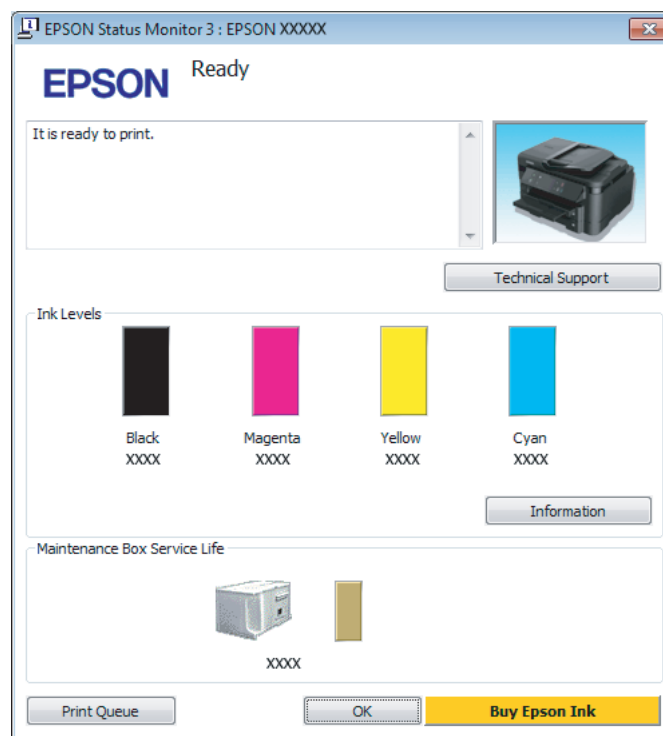 EPSON Status Monitor 3 : EPSON XXXXX
EPSON
Ready
It is ready to print.
Technical Support
Ink Levels
Black Magenta Yellow Cyan
XXXX XXXX XXXX XXXX
Information
Maintenance Box Service Life
XXXX
Print Queue OK Buy Epson Ink